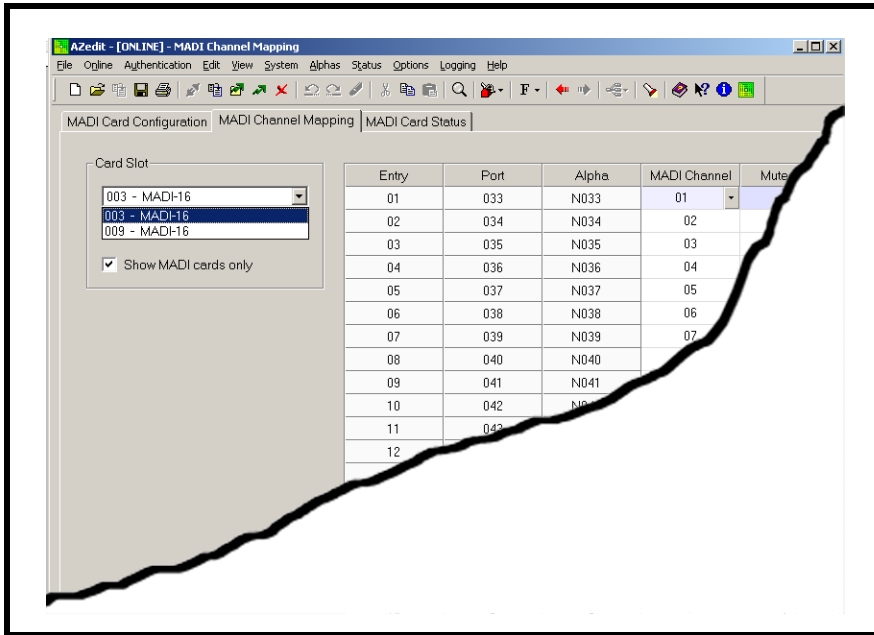 AZedit - [ONLINE] - MADI Channel Mapping
File Online Authentication Edit View System Alphas Status Options Logging Help
F
MADI Card Configuration MADI Channel Mapping MADI Card Status
Card Slot
003 - MADI-16
003 - MADI-16
009 - MADI-16
Show MADI cards only
Entry Port Alpha MADI Channel Mute
01 033 N033 01
02 034 N034 02
03 035 N035 03
04 036 N036 04
05 037 N037 05
06 038 N038 06
07 039 N039 07
08 040 N040
09 041 N041
10 042
11 043
12